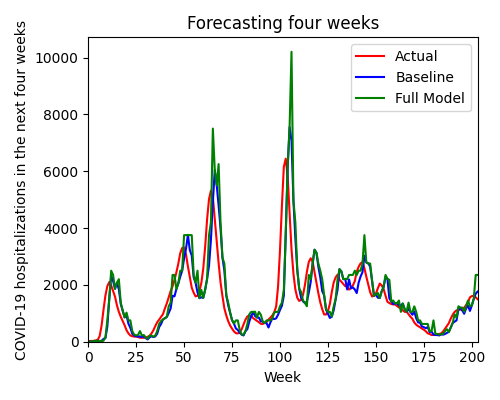 Forecasting four weeks
COVID-19 hospitalizations in the next four weeks
10000
8000
6000
4000
2000
0
Actual
Baseline
Full Model
0 25 50 75 100 125 150 175 200
Week